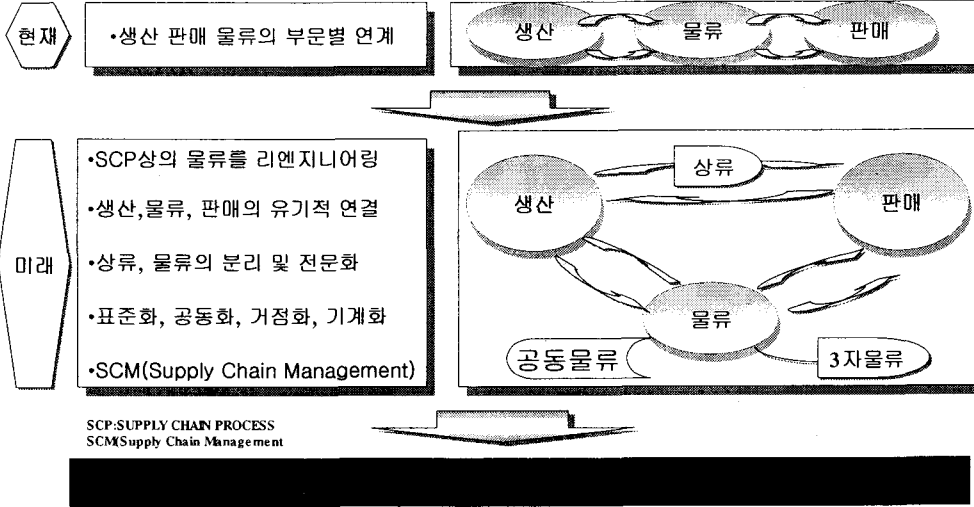 현재
•생산 판매 물류의 부문별 연계
생산
물류
판매
미래
•SCP상의 물류를 리엔지니어링
•생산,물류, 판매의 유기적 연결
•상류, 물류의 분리 및 전문화
•표준화, 공동화, 거점화, 기계화
•SCM(Supply Chain Management)
상류
생산
판매
물류
공동물류
3자물류
SCP:SUPPLY CHAIN PROCESS
SCM(Supply Chain Management